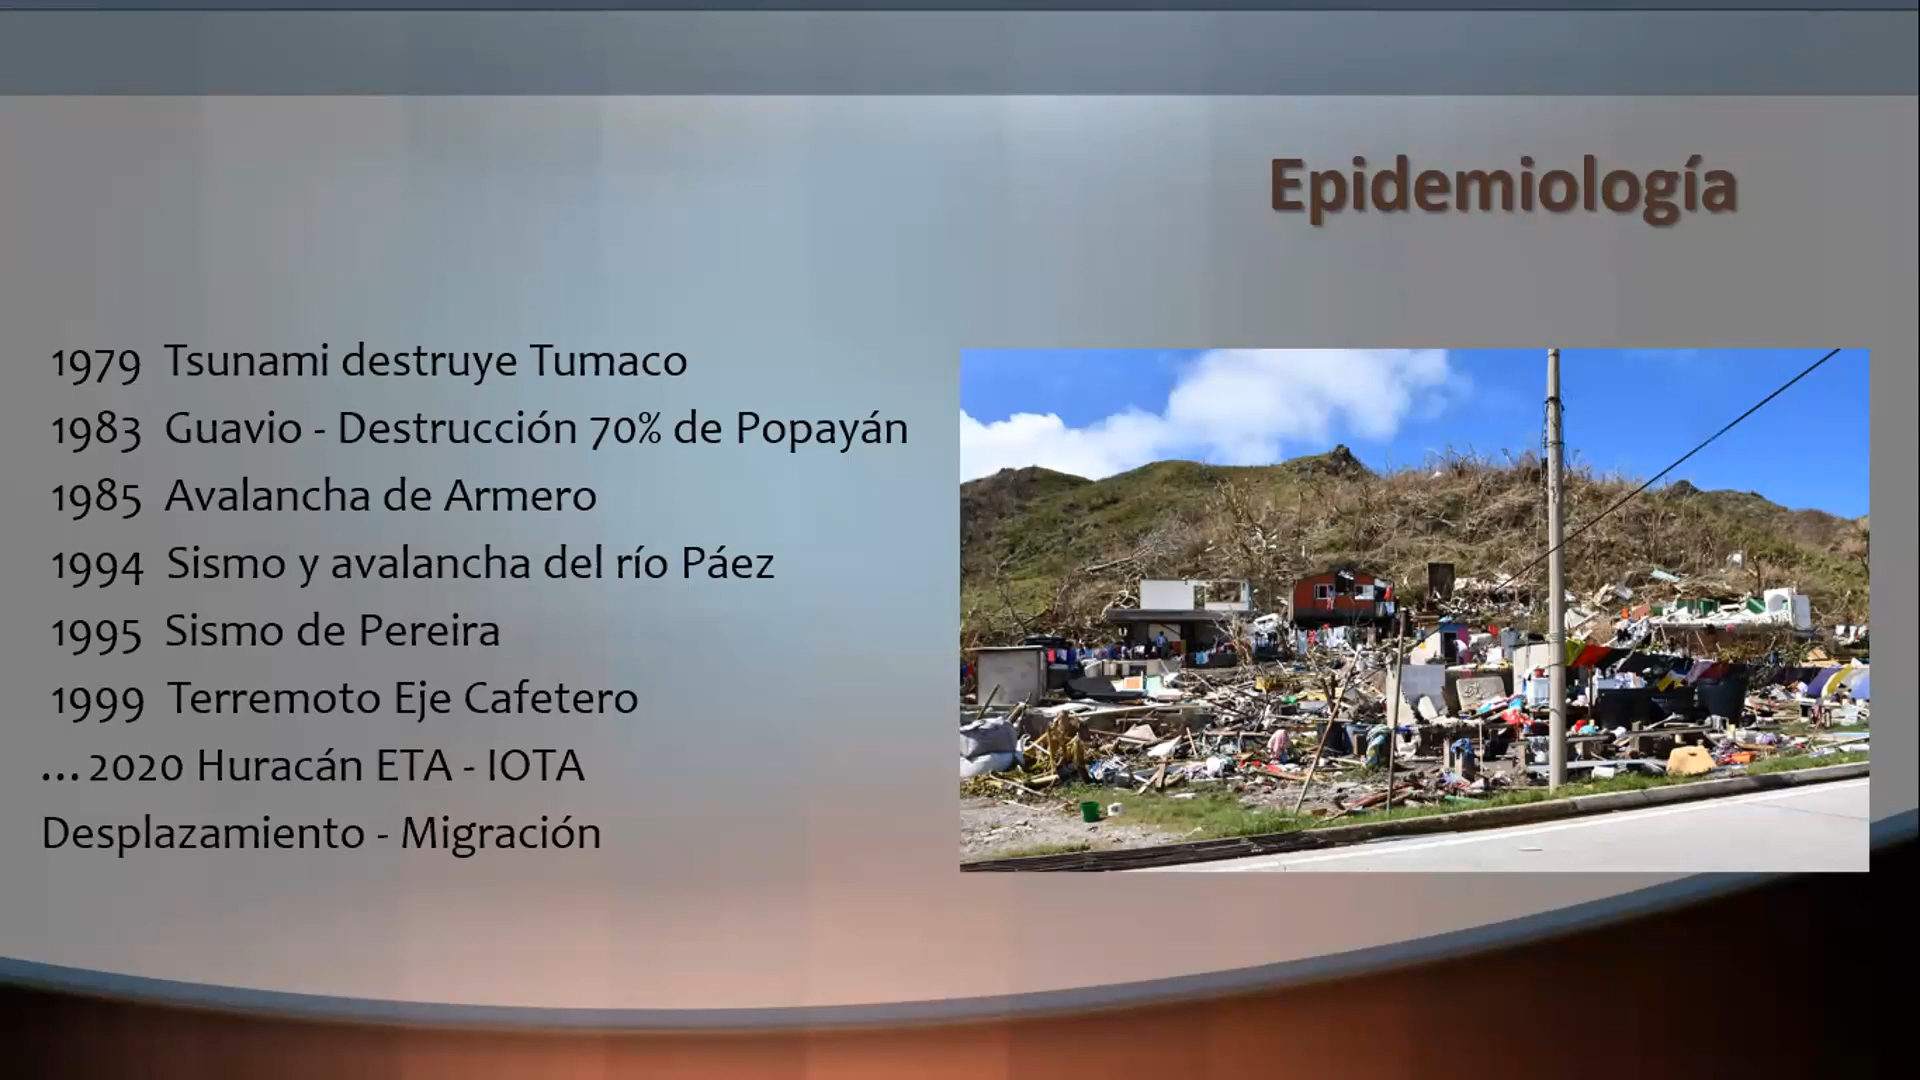 Epidemiología
1979 Tsunami destruye Tumaco
1983 Guavio - Destrucción 70% de Popayán
1985 Avalancha de Armero
1994 Sismo y avalancha del río Páez
1995 Sismo de Pereira
1999 Terremoto Eje Cafetero
...2020 Huracán ETA - IOTA
Desplazamiento - Migración